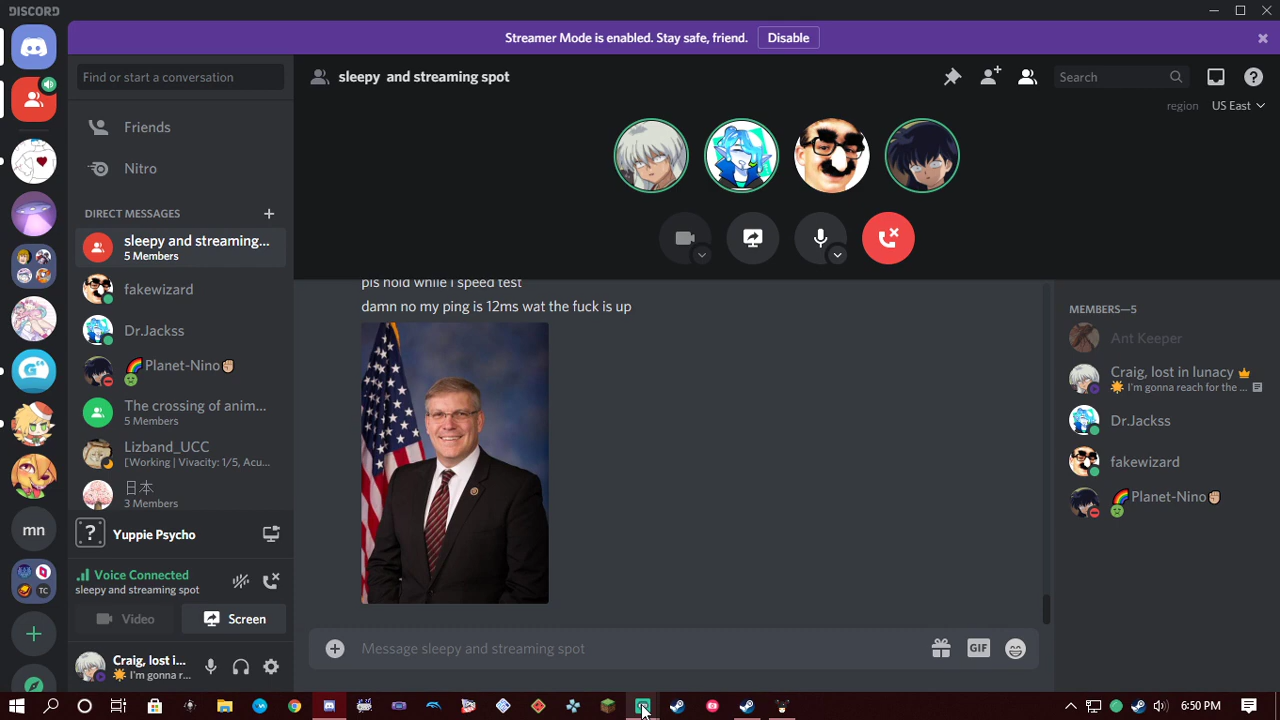 DISCORD
Streamer Mode is enabled. Stay safe, friend. Disable
Find or start a conversation
sleepy and streaming spot
Search
region US East
Friends
Nitro
DIRECT MESSAGES
sleepy and streaming...
5 Members
fakewizard
Dr.Jackss
🌈Planet-Nino✊🏽
The crossing of anim...
5 Members
Lizband_UCC
[Working | Vivacity: 1/5, Acu...
日本
3 Members
mn
TC
? Yuppie Psycho
Voice Connected
sleepy and streaming spot
Video Screen
Craig, lost i...
☀️ I'm gonna r...
pls hold while i speed test
damn no my ping is 12ms wat the fuck is up
Message sleepy and streaming spot
GIF
MEMBERS—5
Ant Keeper
Craig, lost in lunacy
☀️ I'm gonna reach for the ...
Dr.Jackss
fakewizard
🌈Planet-Nino✊🏽
6:50 PM